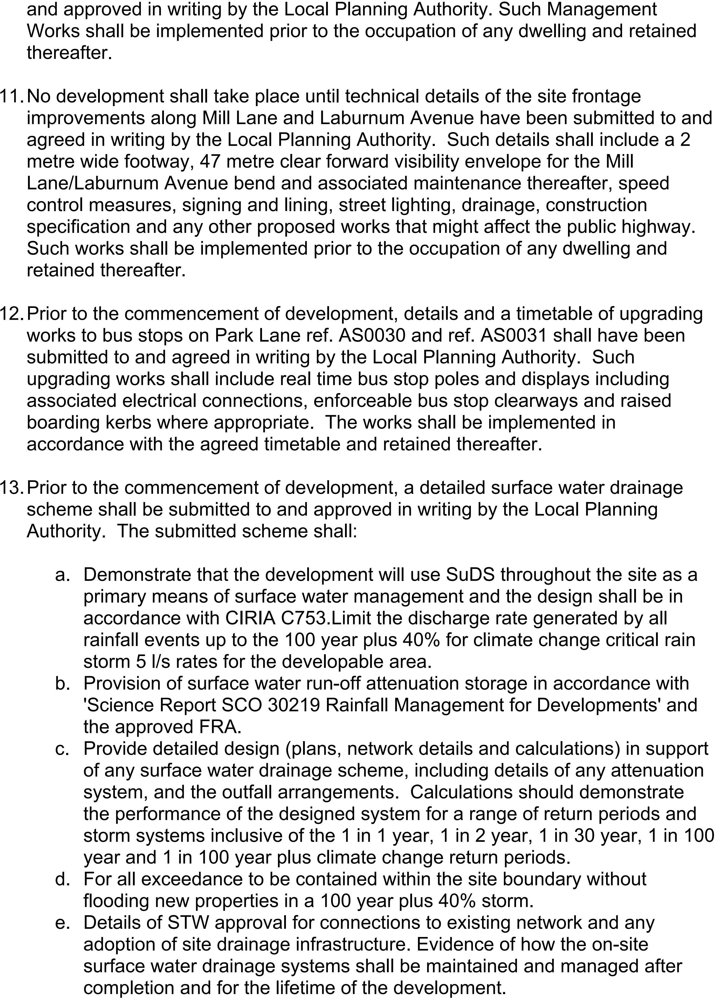 and approved in writing by the Local Planning Authority. Such Management
Works shall be implemented prior to the occupation of any dwelling and retained
thereafter.
11. No development shall take place until technical details of the site frontage
improvements along Mill Lane and Laburnum Avenue have been submitted to and
agreed in writing by the Local Planning Authority.  Such details shall include a 2
metre wide footway, 47 metre clear forward visibility envelope for the Mill
Lane/Laburnum Avenue bend and associated maintenance thereafter, speed
control measures, signing and lining, street lighting, drainage, construction
specification and any other proposed works that might affect the public highway.
Such works shall be implemented prior to the occupation of any dwelling and
retained thereafter.
12. Prior to the commencement of development, details and a timetable of upgrading
works to bus stops on Park Lane ref. AS0030 and ref. AS0031 shall have been
submitted to and agreed in writing by the Local Planning Authority.  Such
upgrading works shall include real time bus stop poles and displays including
associated electrical connections, enforceable bus stop clearways and raised
boarding kerbs where appropriate.  The works shall be implemented in
accordance with the agreed timetable and retained thereafter.
13. Prior to the commencement of development, a detailed surface water drainage
scheme shall be submitted to and approved in writing by the Local Planning
Authority.  The submitted scheme shall:
a. Demonstrate that the development will use SuDS throughout the site as a
primary means of surface water management and the design shall be in
accordance with CIRIA C753.Limit the discharge rate generated by all
rainfall events up to the 100 year plus 40% for climate change critical rain
storm 5 l/s rates for the developable area.
b. Provision of surface water run-off attenuation storage in accordance with
'Science Report SCO 30219 Rainfall Management for Developments' and
the approved FRA.
c. Provide detailed design (plans, network details and calculations) in support
of any surface water drainage scheme, including details of any attenuation
system, and the outfall arrangements.  Calculations should demonstrate
the performance of the designed system for a range of return periods and
storm systems inclusive of the 1 in 1 year, 1 in 2 year, 1 in 30 year, 1 in 100
year and 1 in 100 year plus climate change return periods.
d. For all exceedance to be contained within the site boundary without
flooding new properties in a 100 year plus 40% storm.
e. Details of STW approval for connections to existing network and any
adoption of site drainage infrastructure. Evidence of how the on-site
surface water drainage systems shall be maintained and managed after
completion and for the lifetime of the development.